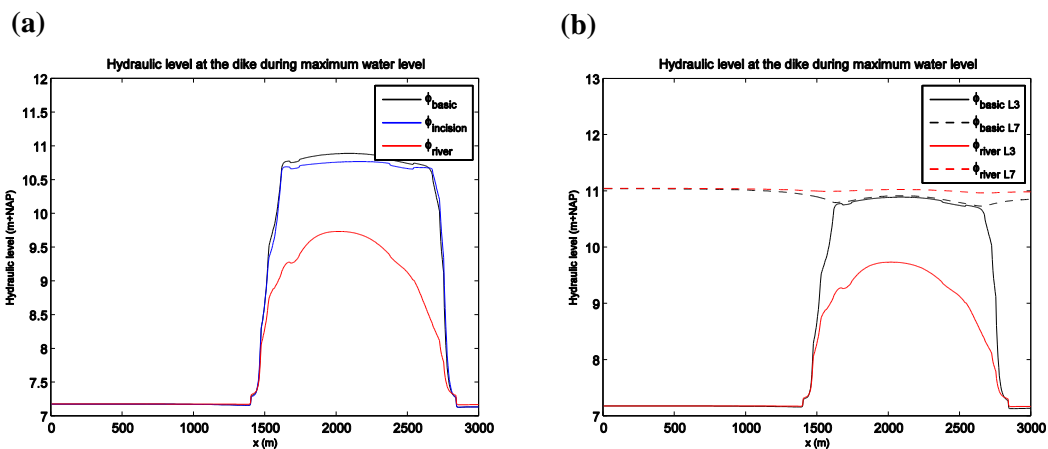 (a)
Hydraulic level at the dike during maximum water level
12
11.5
11
10.5
10
9.5
9
8.5
8
7.5
7
Hydraulic level (m+NAP)
Φbasic
Φincision
Φriver
0 500 1000 1500 2000 2500 3000
x (m)
(b)
Hydraulic level at the dike during maximum water level
13
12
11
10
9
8
7
Hydraulic level (m+NAP)
Φbasic L3
Φbasic L7
Φriver L3
Φriver L7
0 500 1000 1500 2000 2500 3000
x (m)